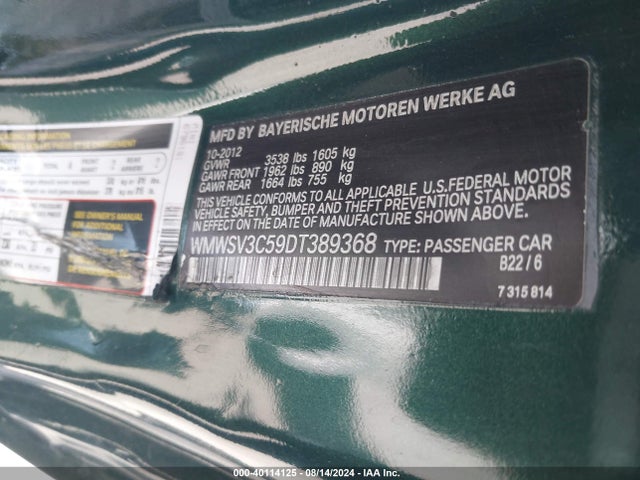 MFD BY BAYERISCHE MOTOREN WERKE AG
10-2012
GVWR 3538 lbs 1605 kg
GAWR FRONT 1962 lbs 890 kg
GAWR REAR 1664 lbs 755 kg
THIS VEHICLE CONFORMS TO ALL APPLICABLE U.S.FEDERAL MOTOR
VEHICLE SAFETY, BUMPER AND THEFT PREVENTION STANDARDS
IN EFFECT ON THE DATE OF MANUFACTURE SHOWN ABOVE.
WMWSV3C59DT389368 TYPE: PASSENGER CAR
B22 / 6
7 315 814
SEE OWNER'S
MANUAL FOR
ADDITIONAL
INFORMATION
000-40114125 - 08/14/2024 - IAA Inc.